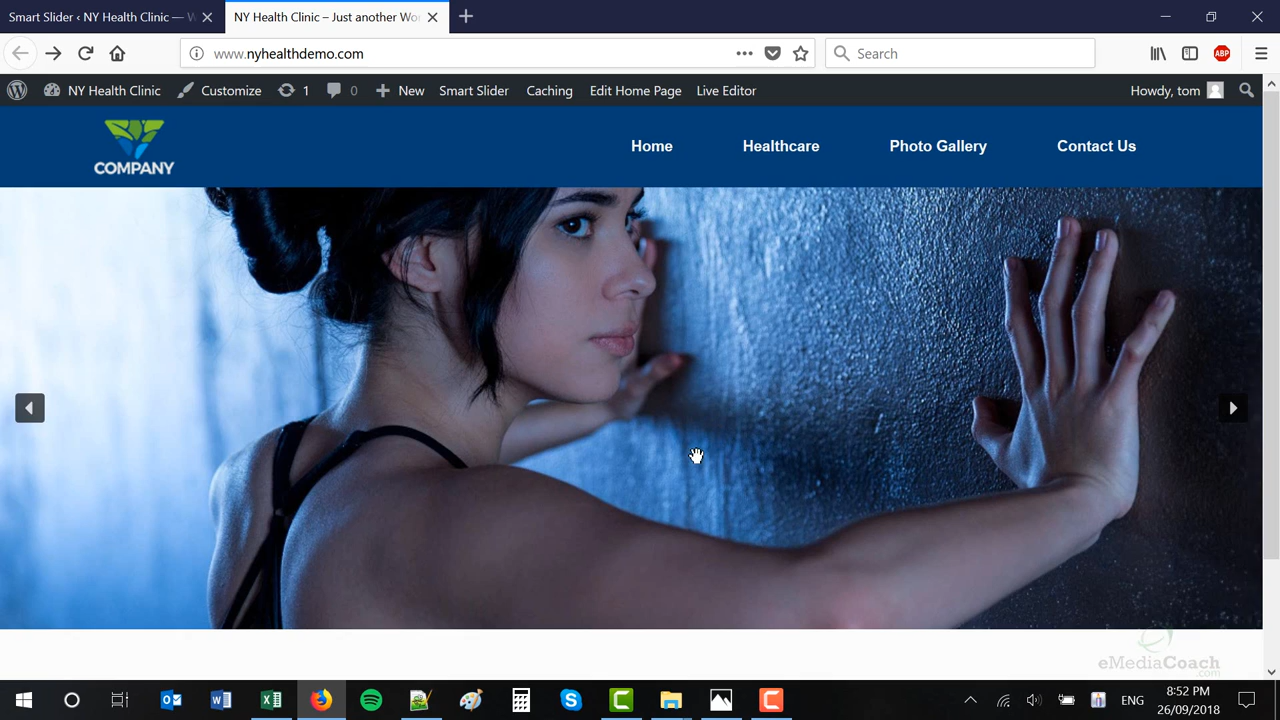 Smart Slider ‹ NY Health Clinic — W
NY Health Clinic – Just another Wo
www.nyhealthdemo.com
Search
ABP
NY Health Clinic
Customize
1
0
New
Smart Slider
Caching
Edit Home Page
Live Editor
Howdy, tom
COMPANY
Home
Healthcare
Photo Gallery
Contact Us
eMediaCoach
.com
ENG
8:52 PM
26/09/2018